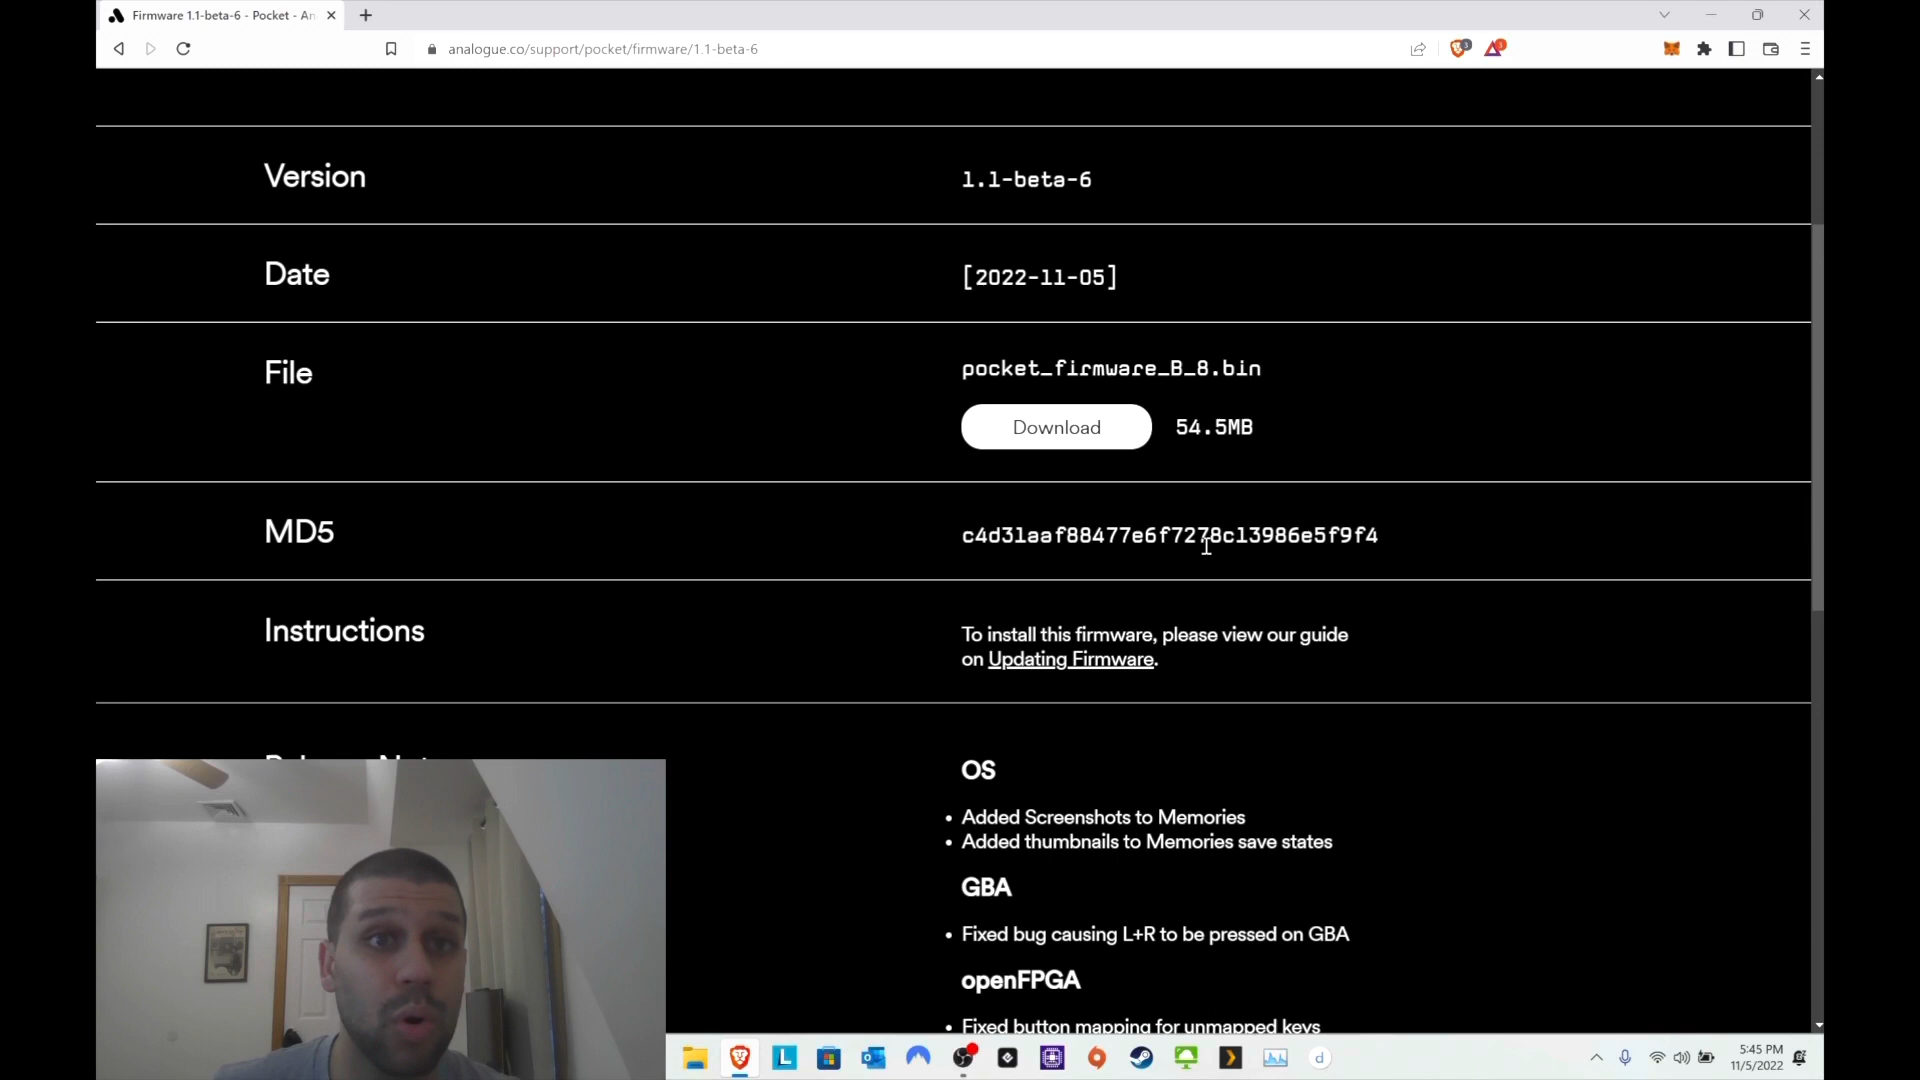 Firmware 1.1-beta-6 - Pocket - An
analogue.co/support/pocket/firmware/1.1-beta-6
Version
1.1-beta-6
Date
[2022-11-05]
File
pocket_firmware_B_8.bin
Download
54.5MB
MD5
c4d31aaf88477e6f7278c13986e5f9f4
Instructions
To install this firmware, please view our guide
on Updating Firmware.
OS
• Added Screenshots to Memories
• Added thumbnails to Memories save states
GBA
• Fixed bug causing L+R to be pressed on GBA
openFPGA
• Fixed button mapping for unmapped keys
L
d
5:45 PM
11/5/2022